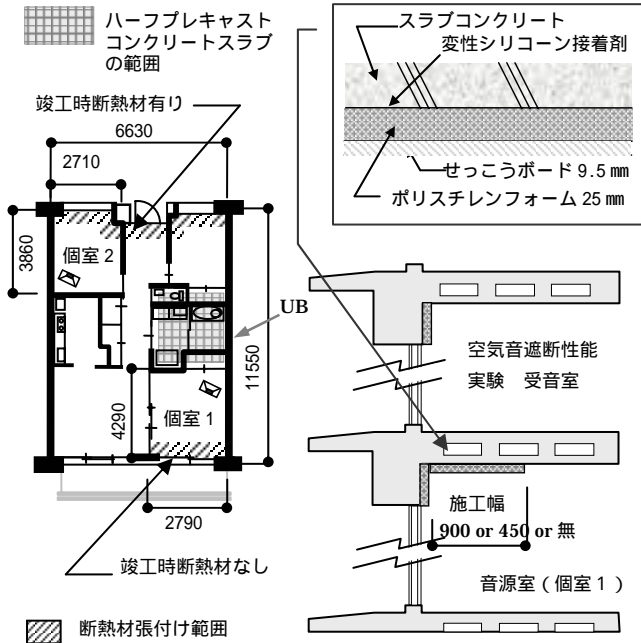 ハーフプレキャスト
コンクリートスラブ
の範囲
竣工時断熱材有り
6630
2710
3860
個室 2
UB
11550
4290
個室 1
2790
竣工時断熱材なし
断熱材張付け範囲
スラブコンクリート
変性シリコーン接着剤
せっこうボード 9.5 mm
ポリスチレンフォーム 25 mm
空気音遮断性能
実験 受音室
施工幅
900 or 450 or 無
音源室 ( 個室 1 )